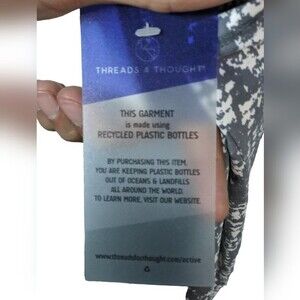 THREADS 4 THOUGHT
THIS GARMENT
is made using
RECYCLED PLASTIC BOTTLES
BY PURCHASING THIS ITEM,
YOU ARE KEEPING PLASTIC BOTTLES
OUT OF OCEANS & LANDFILLS
ALL AROUND THE WORLD.
TO LEARN MORE, VISIT OUR WEBSITE.
www.threadsforthought.com/active